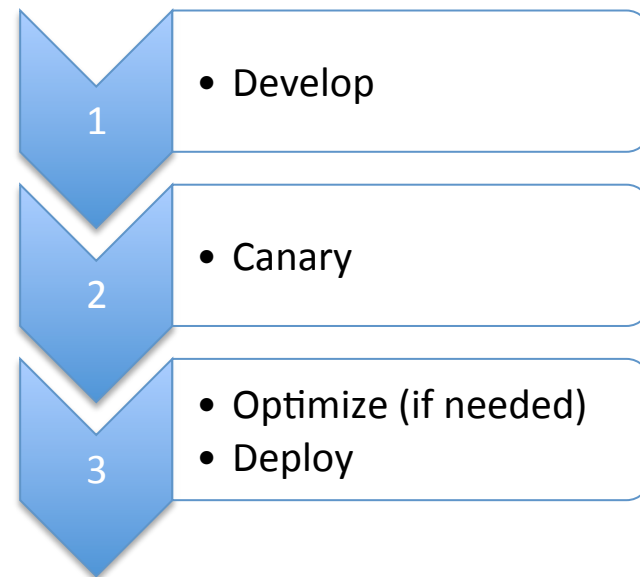 1
• Develop
2
• Canary
3
• Optimize (if needed)
• Deploy